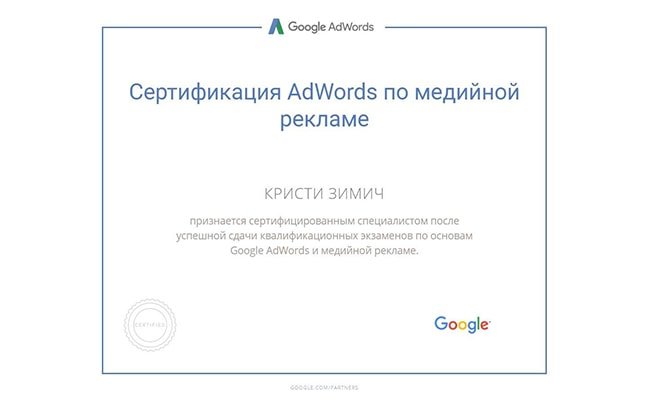 Google AdWords
Сертификация AdWords по медийной
рекламе
КРИСТИ ЗИМИЧ
признается сертифицированным специалистом после
успешной сдачи квалификационных экзаменов по основам
Google AdWords и медийной рекламе.
CERTIFIED
Google
GOOGLE.COM/PARTNERS